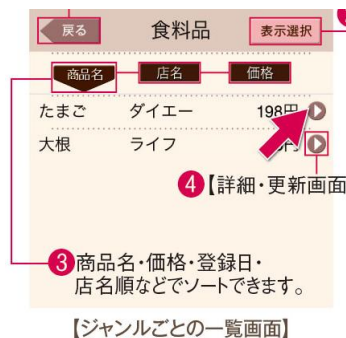 戻る 食料品 表示選択
商品名 店名 価格
たまご ダイエー 198円
大根 ライフ 円
4【詳細・更新画面
3商品名・価格・登録日・
店名順などでソートできます。
【ジャンルごとの一覧画面】